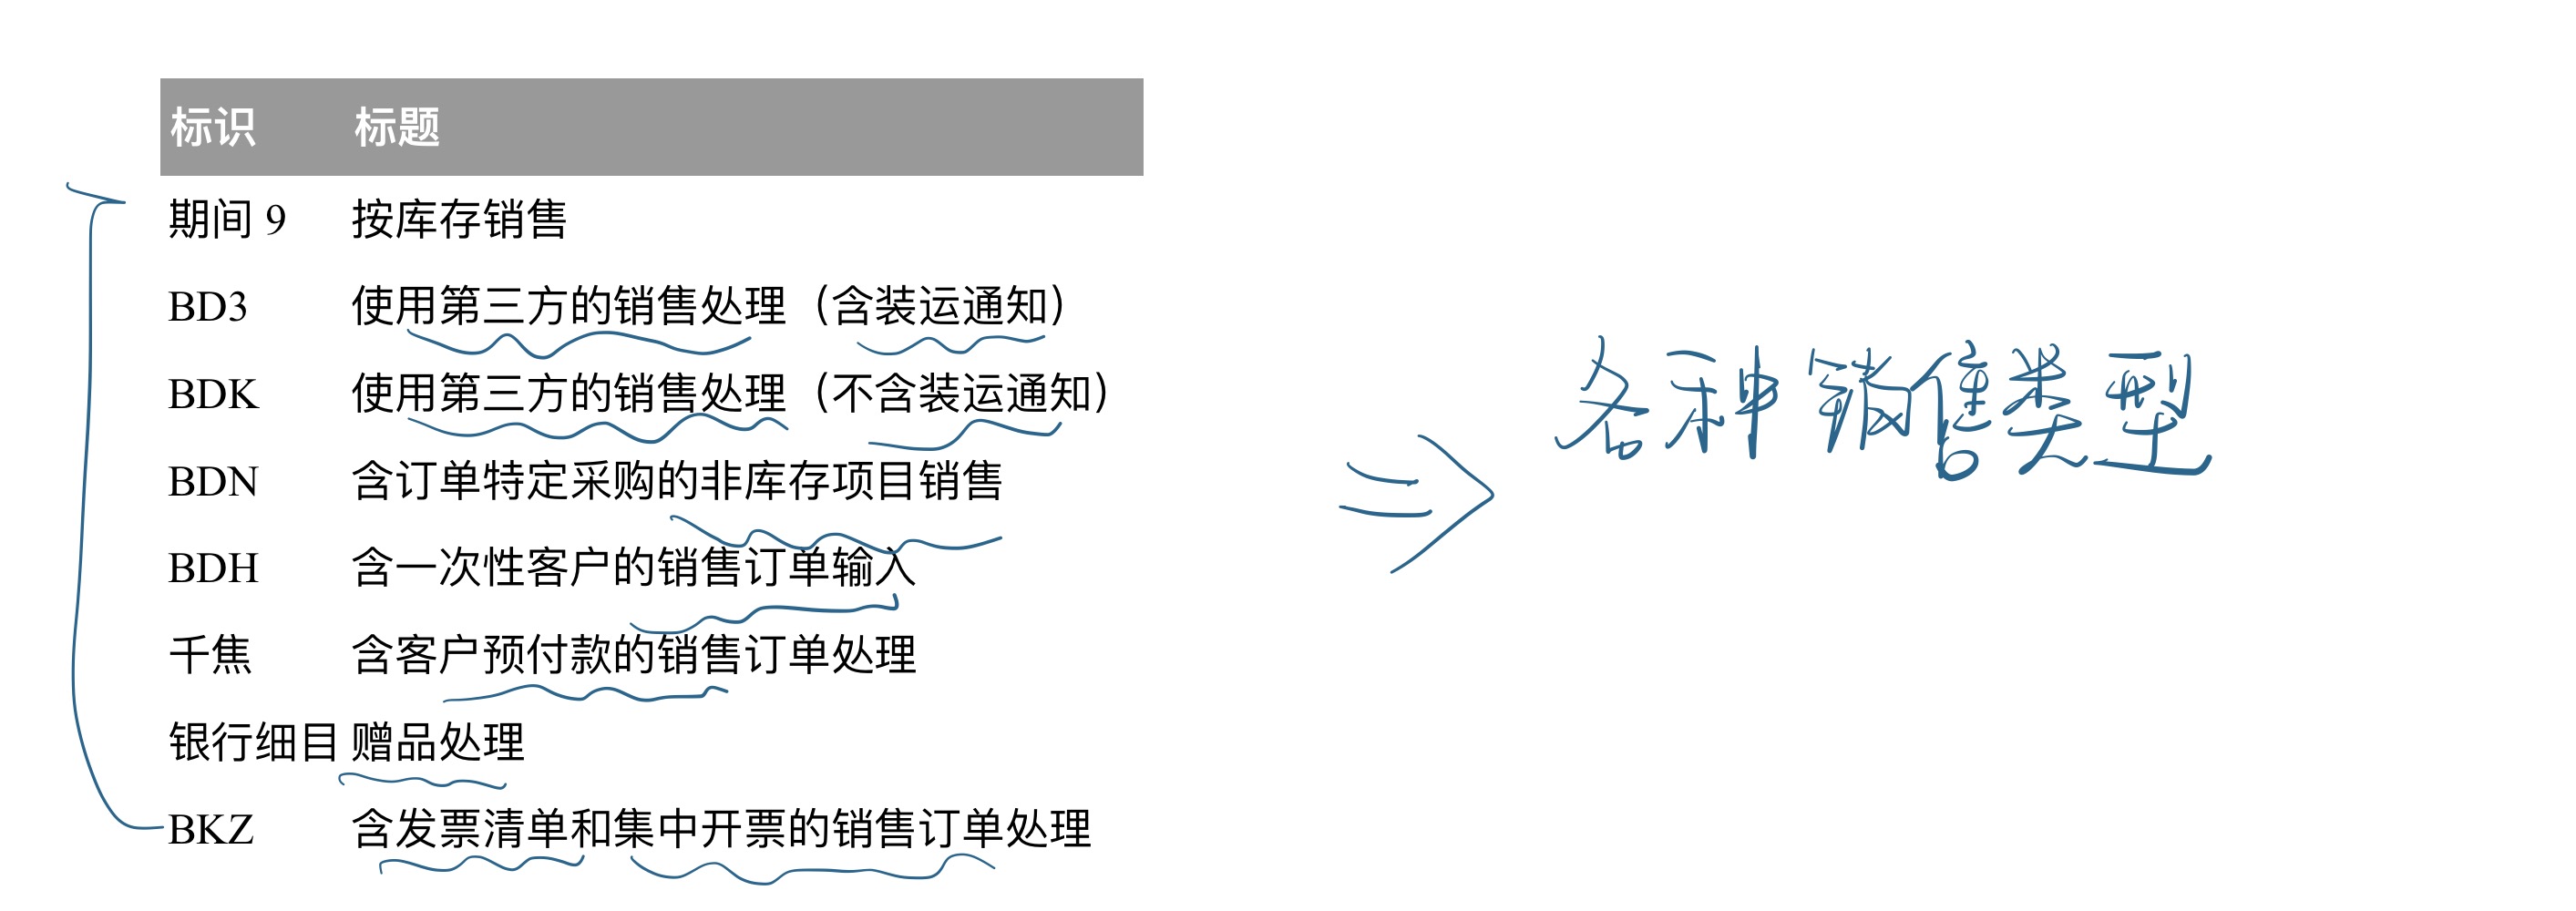 标识 标题
期间 9 按库存销售
BD3 使用第三方的销售处理（含装运通知）
BDK 使用第三方的销售处理（不含装运通知）
BDN 含订单特定采购的非库存项目销售
BDH 含一次性客户的销售订单输入
千焦 含客户预付款的销售订单处理
银行细目 赠品处理
BKZ 含发票清单和集中开票的销售订单处理
各种销售类型